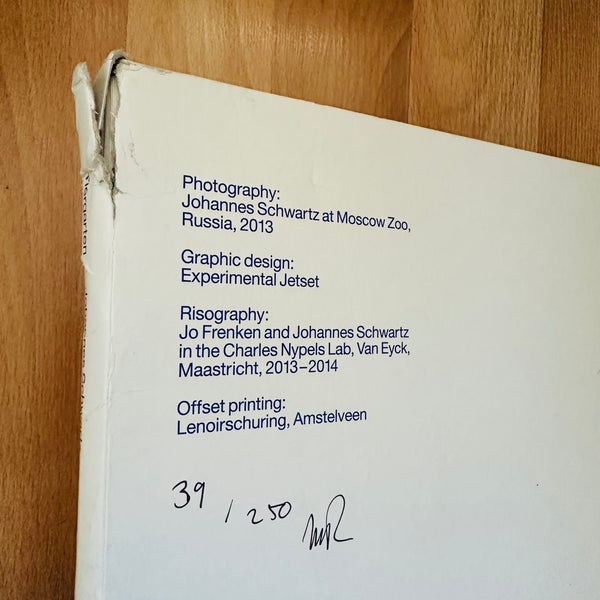 Photography:
Johannes Schwartz at Moscow Zoo,
Russia, 2013
Graphic design:
Experimental Jetset
Risography:
Jo Frenken and Johannes Schwartz
in the Charles Nypels Lab, Van Eyck,
Maastricht, 2013–2014
Offset printing:
Lenoirschuring, Amstelveen
39 / 250
Tiergarten